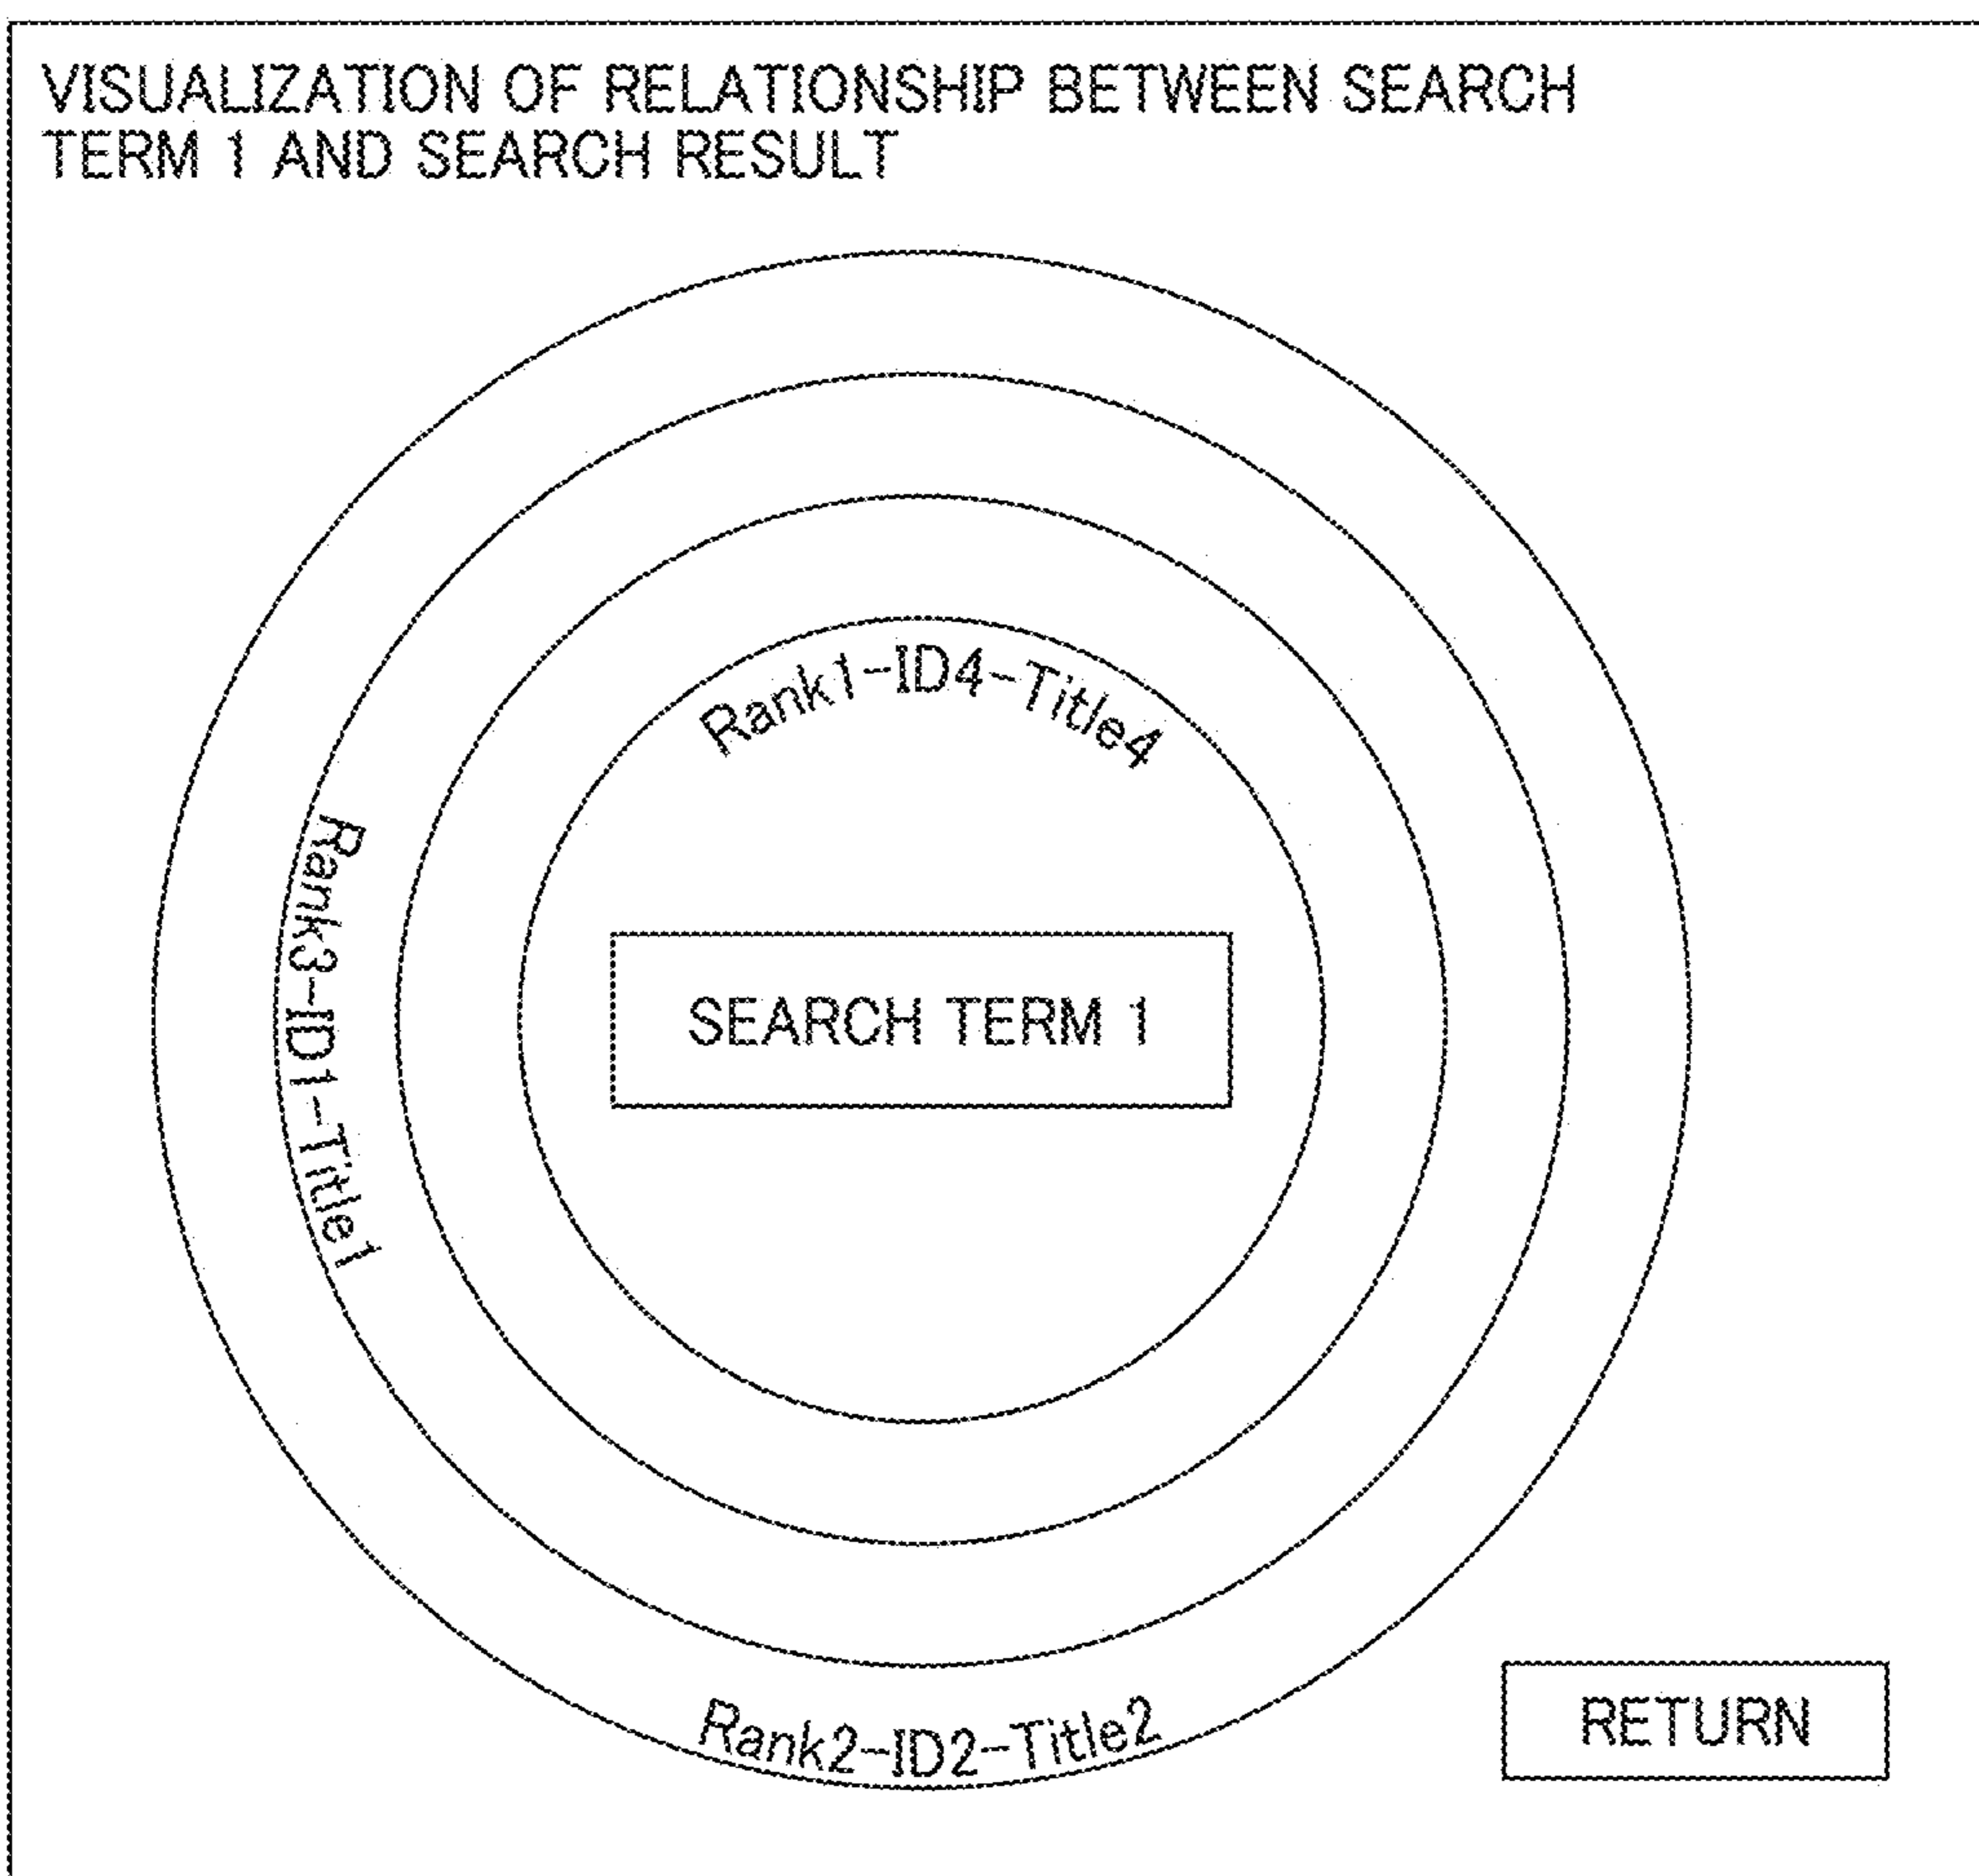 VISUALIZATION OF RELATIONSHIP BETWEEN SEARCH
TERM 1 AND SEARCH RESULT
Rank1-ID4-Title4
Rank3-ID1-Title1
SEARCH TERM 1
Rank2-ID2-Title2
RETURN